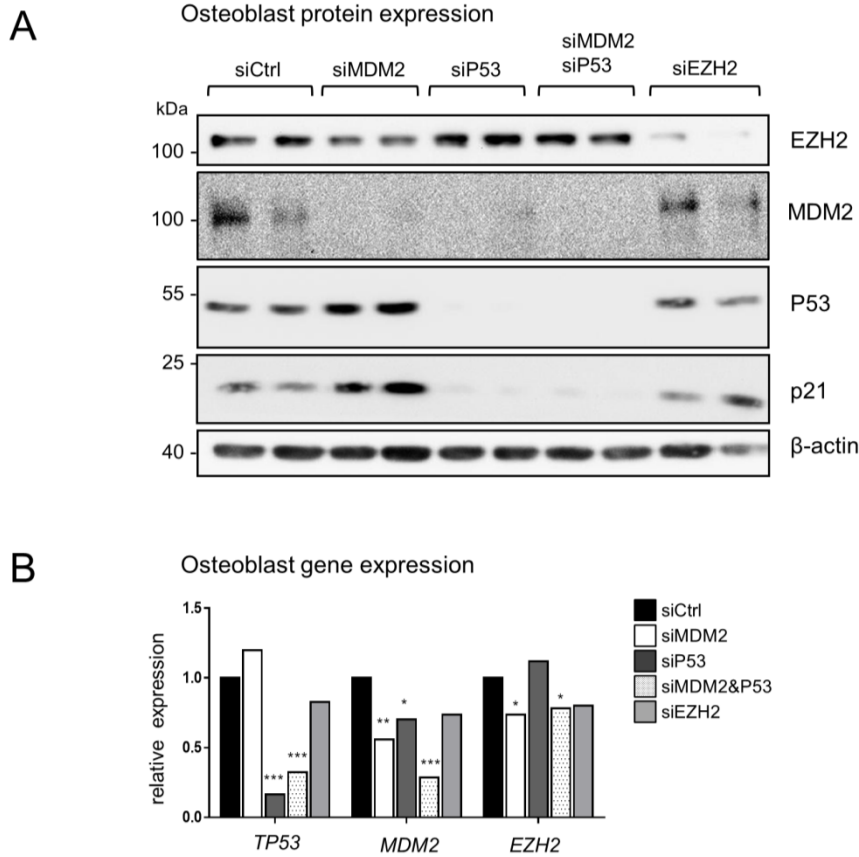 A
Osteoblast protein expression
siMDM2
siCtrl siMDM2 siP53 siP53 siEZH2
kDa
100 EZH2
100 MDM2
55 P53
25 p21
40 β-actin
B
Osteoblast gene expression
relative expression
1.5
1.0
0.5
0.0
** * *** *** * * ***
TP53 MDM2 EZH2
siCtrl
siMDM2
siP53
siMDM2&P53
siEZH2